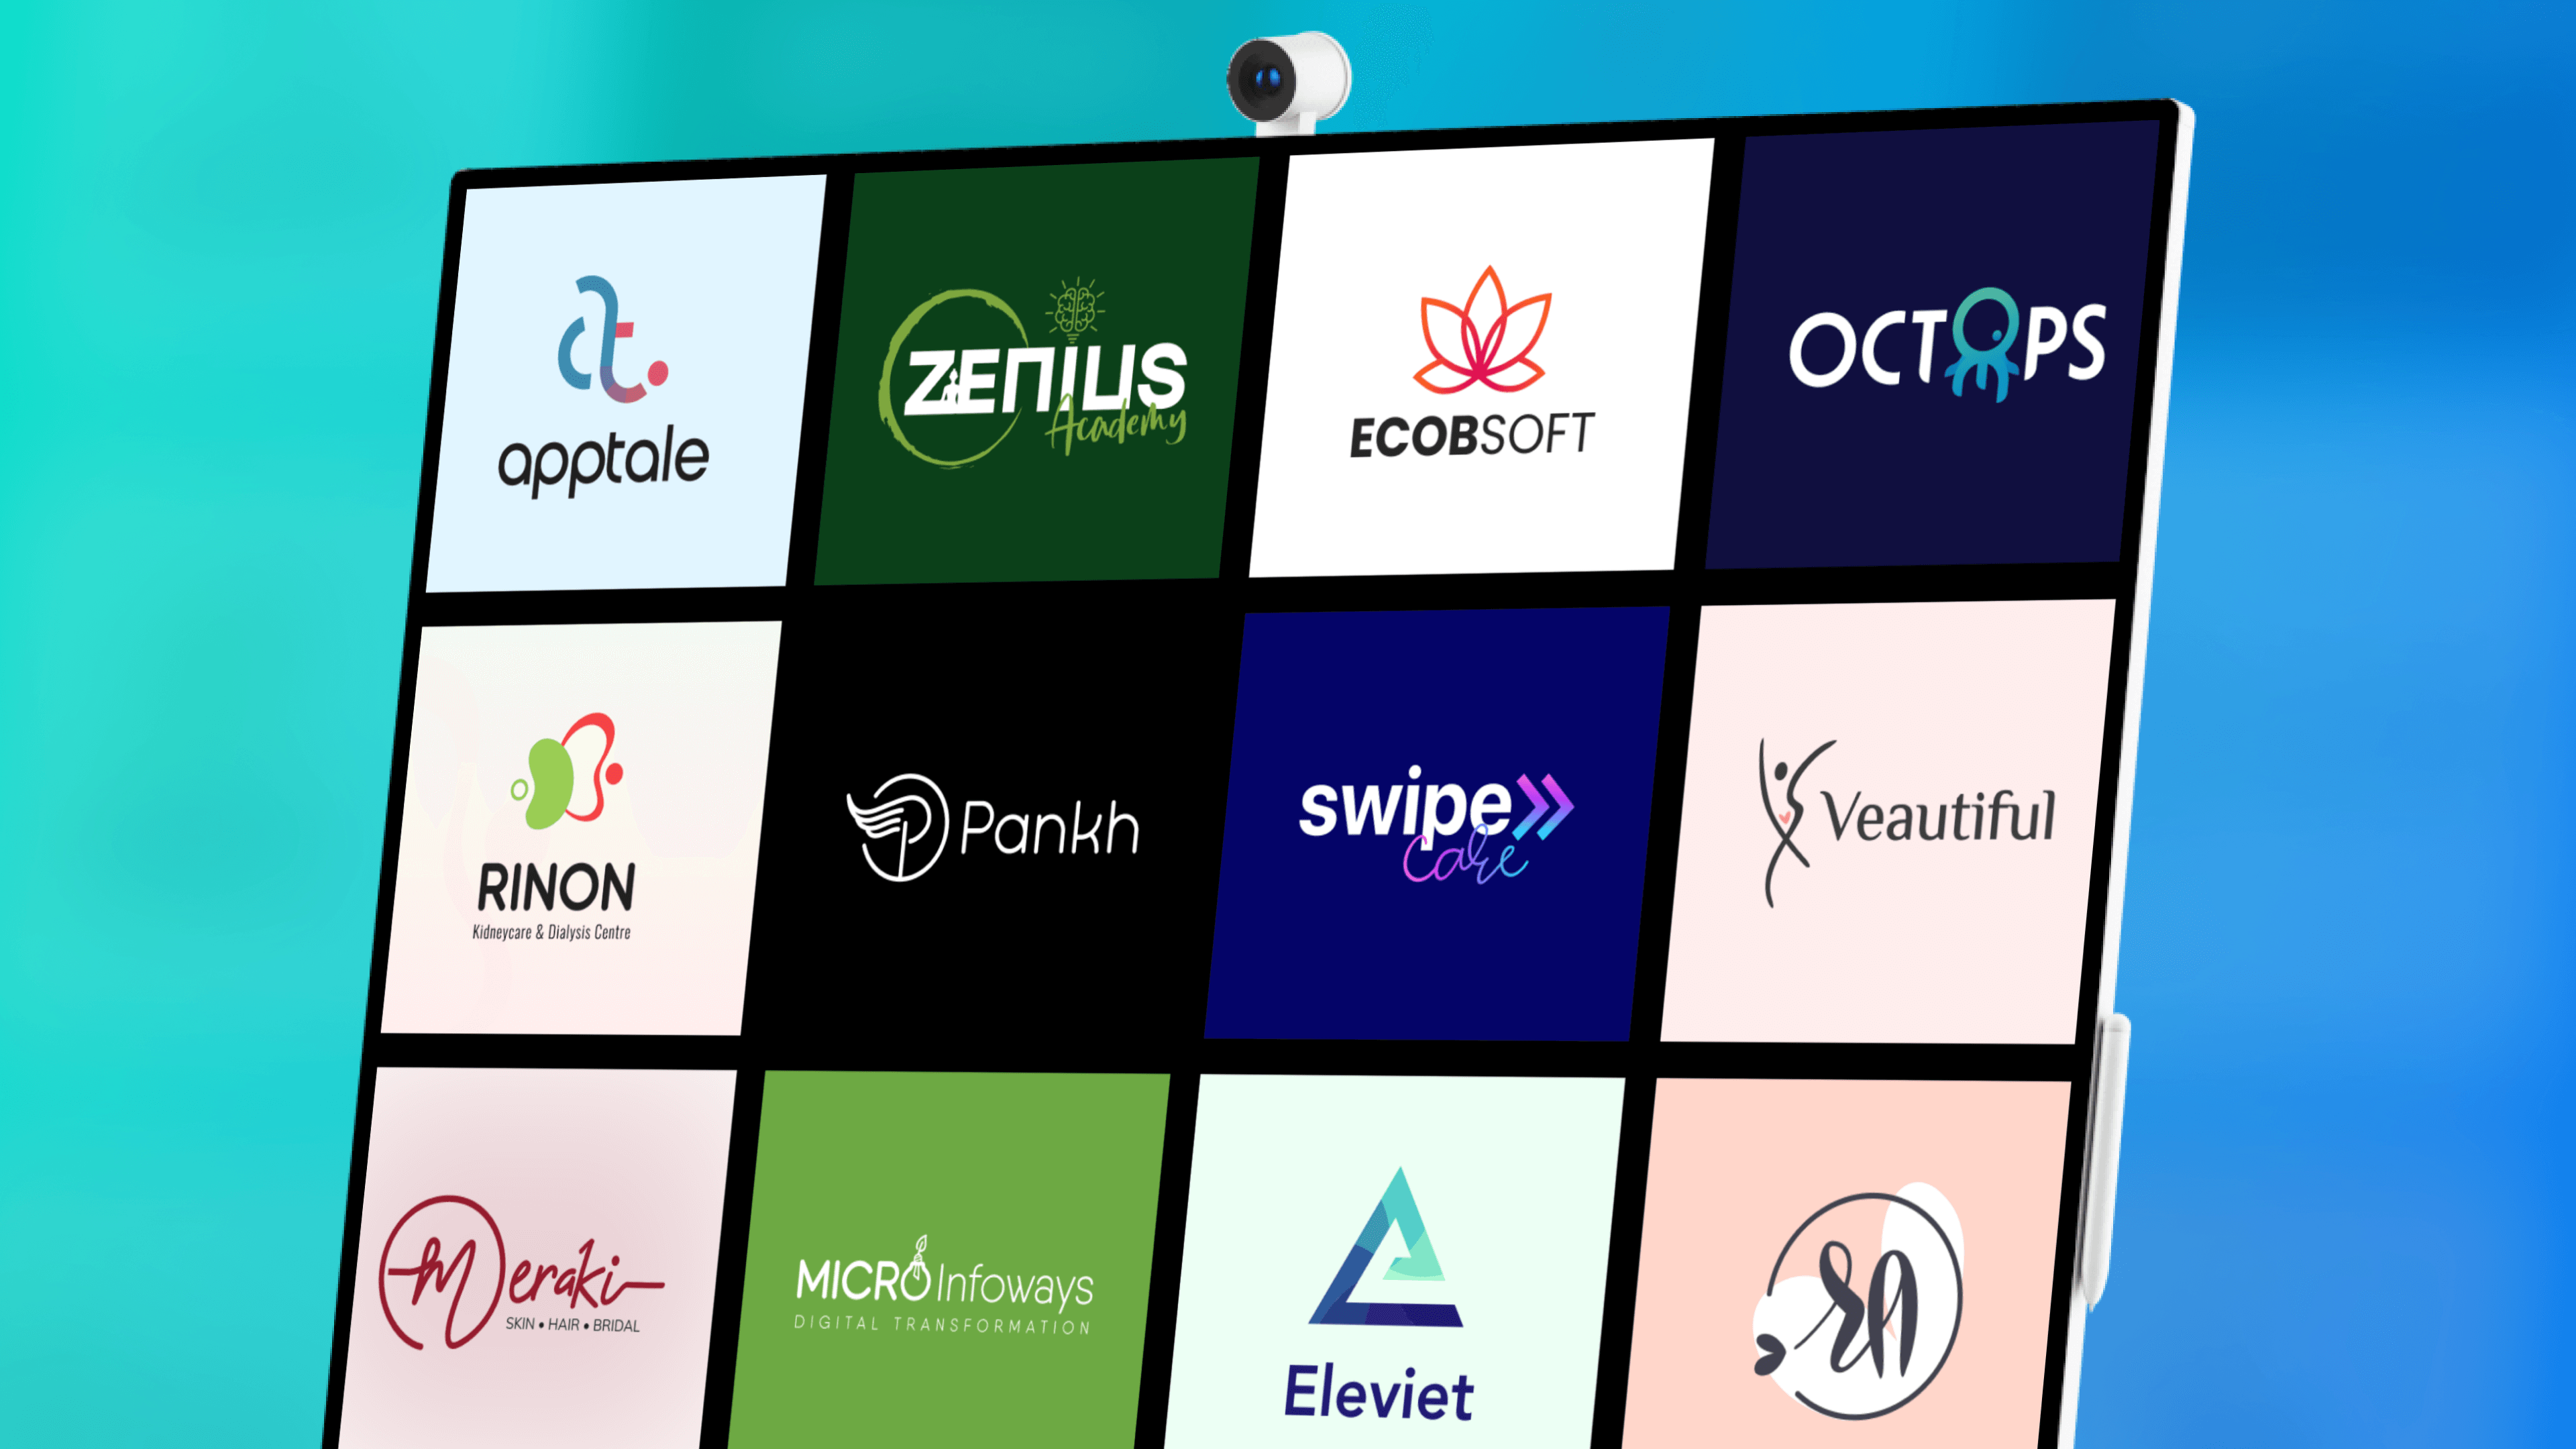 apptale
ZENIUS
Academy
ECOBSOFT
OCTOPS
RINON
Kidneycare & Dialysis Centre
Pankh
swipe
care
Veautiful
Meraki
SKIN • HAIR • BRIDAL
MICRO Infoways
DIGITAL TRANSFORMATION
Eleviet